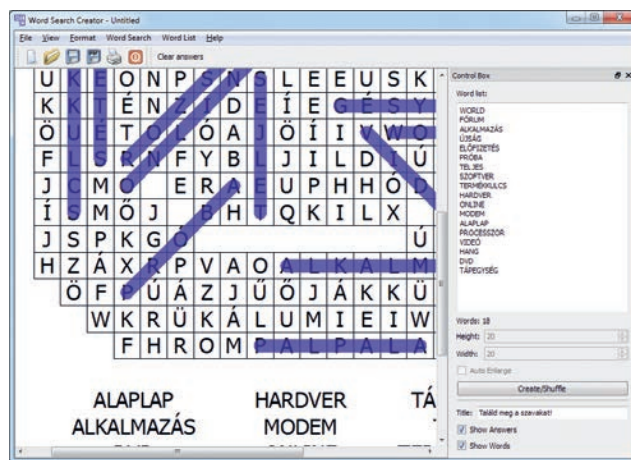 Word Search Creator - Untitled
File View Format Word Search Word List Help
Clear answers
U K E O N P S N S L E E U S K
K K T É N Z I D E Í E G É S Y
Ö U É T O L Ó A J Ö Í I V W O
F L S R N F Y B L J I L D I Ú
J C M O E R A E U P H H Ó D
Í S M Ő J B H T Q K I L X
J S P K G Ó Ú
H Z Á X R P V A O A L K A L M
Ö F P Ú Á Z J Ű Ő J Á K K Ü
W K R Ü K Á L U M I E I W
F H R O M P A L P A L A
ALAPLAP HARDVER TÁ
ALKALMAZÁS MODEM
Control Box
Word list:
WORLD
FÓRUM
ALKALMAZÁS
ÚJSÁG
ELŐFIZETÉS
PRÓBA
TELJES
SZOFTVER
TERMÉKKULCS
HARDVER
ONLINE
MODEM
ALAPLAP
PROCESSZOR
VIDEÓ
HANG
DVD
TÁPEGYSÉG
Words: 18
Height: 20
Width: 20
Auto Enlarge
Create/Shuffle
Title: Találd meg a szavakat!
Show Answers
Show Words